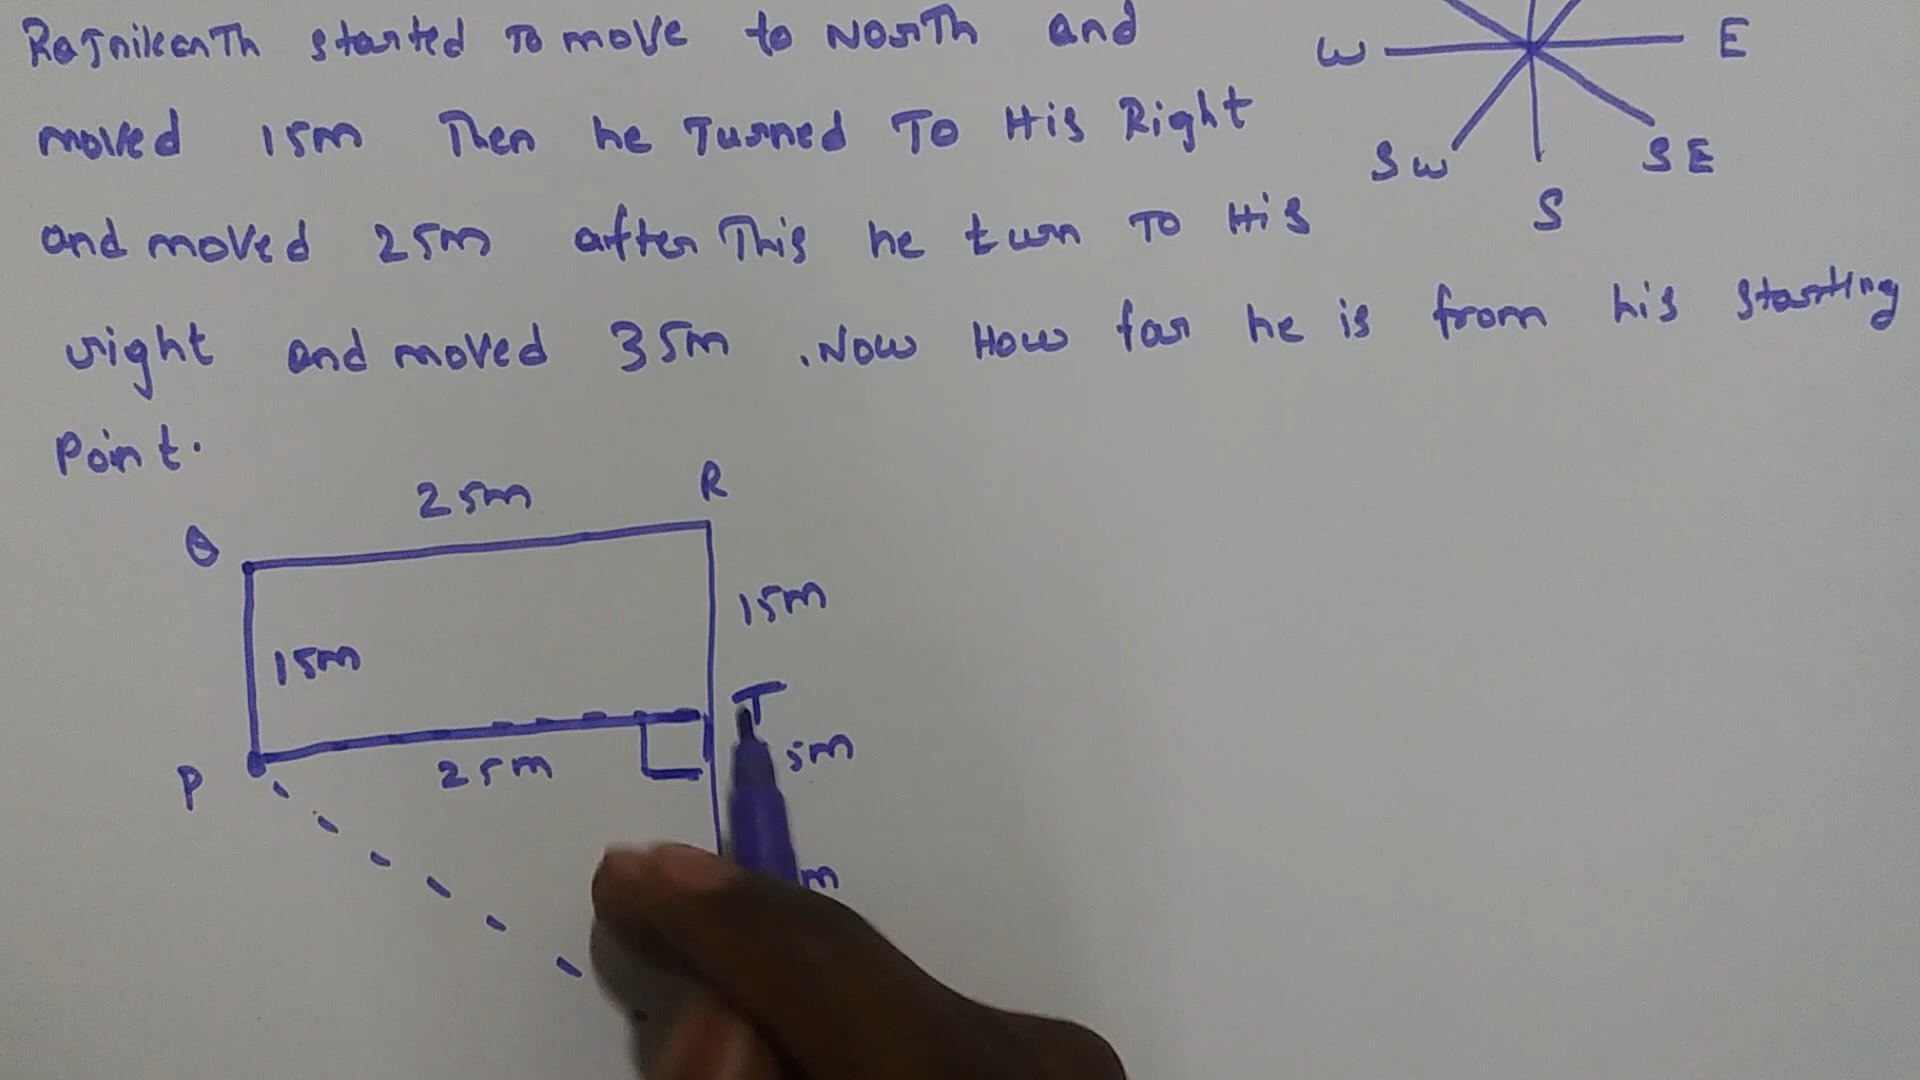 Rajnikanth started to move to North and
moved 15m Then he Turned To His Right
and moved 25m after This he turn To His
right and moved 35m . Now How far he is from his starting
Point.
W E
SW SE
S
25m R
Q
15m
15m
T
P 25m 5m
m